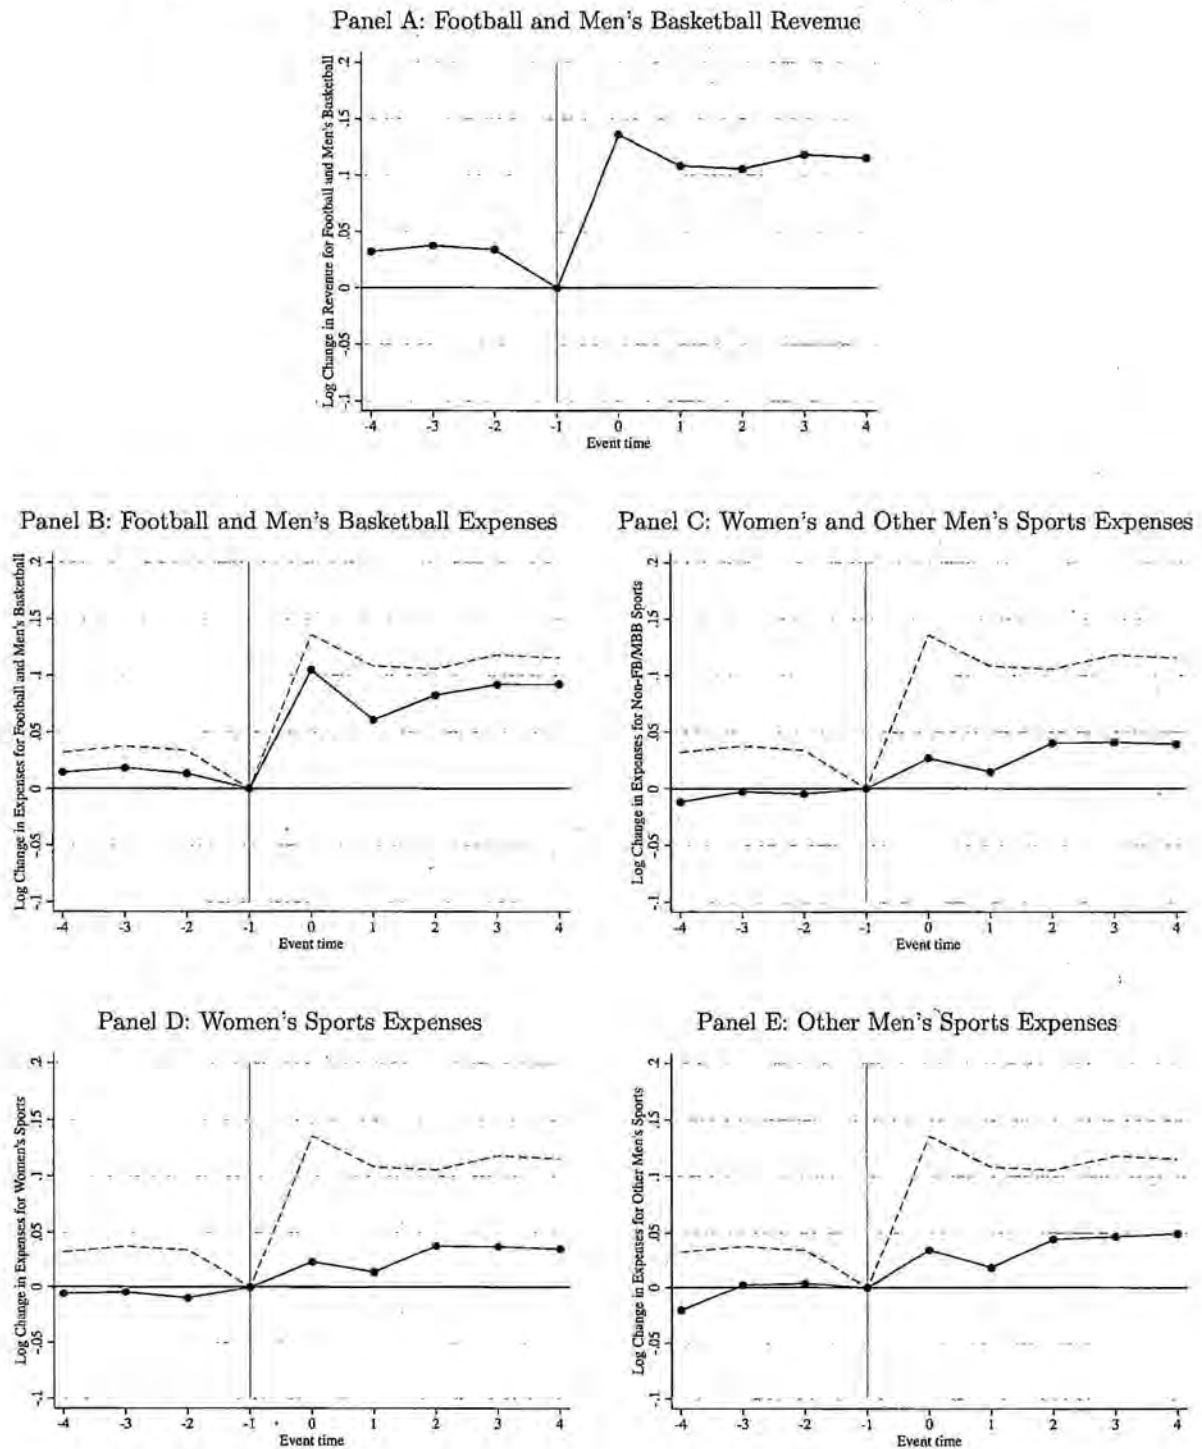 Panel A: Football and Men's Basketball Revenue
Log Change in Revenue for Football and Men's Basketball
.2
.15
.1
.05
0
-.05
-.1
-4 -3 -2 -1 0 1 2 3 4
Event time
Panel B: Football and Men's Basketball Expenses
Log Change in Expenses for Football and Men's Basketball
.2
.15
.1
.05
0
-.05
-.1
-4 -3 -2 -1 0 1 2 3 4
Event time
Panel C: Women's and Other Men's Sports Expenses
Log Change in Expenses for Non-FB/MBB Sports
.2
.15
.1
.05
0
-.05
-.1
-4 -3 -2 -1 0 1 2 3 4
Event time
Panel D: Women's Sports Expenses
Log Change in Expenses for Women's Sports
.2
.15
.1
.05
0
-.05
-.1
-4 -3 -2 -1 0 1 2 3 4
Event time
Panel E: Other Men's Sports Expenses
Log Change in Expenses for Other Men's Sports
.2
.15
.1
.05
0
-.05
-.1
-4 -3 -2 -1 0 1 2 3 4
Event time